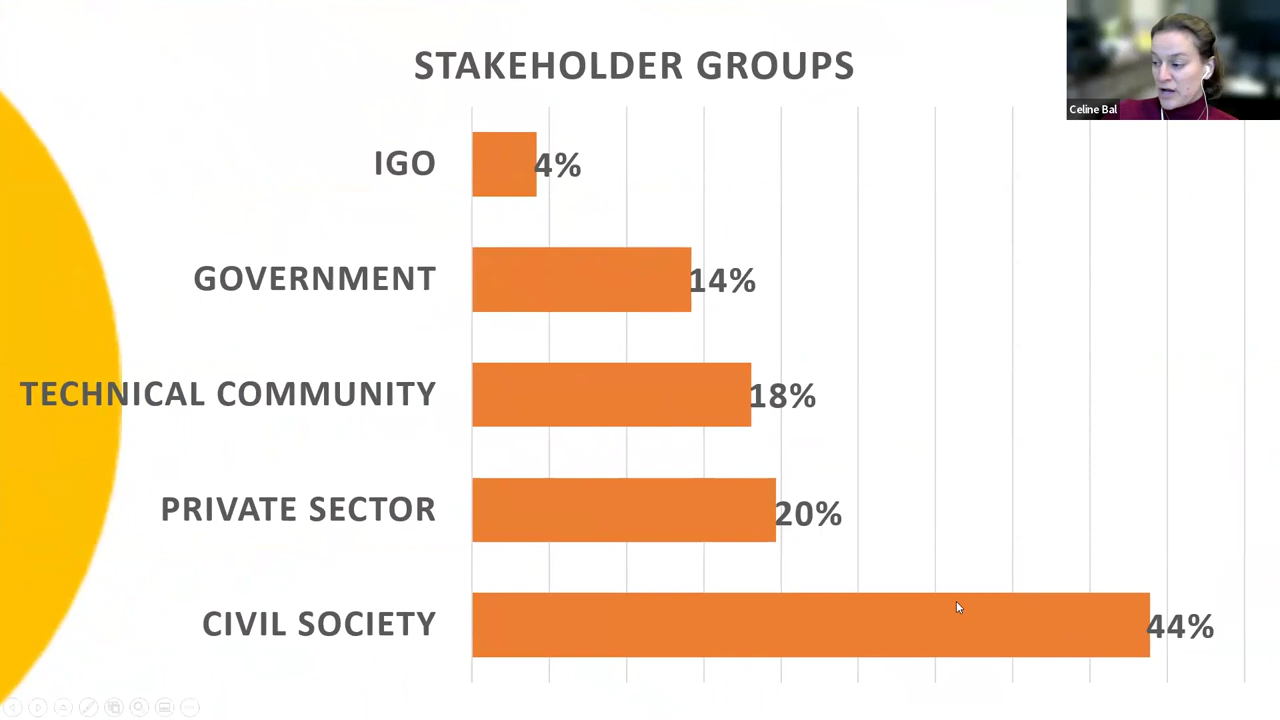 STAKEHOLDER GROUPS
Celine Bal
IGO 4%
GOVERNMENT 14%
TECHNICAL COMMUNITY 18%
PRIVATE SECTOR 20%
CIVIL SOCIETY 44%